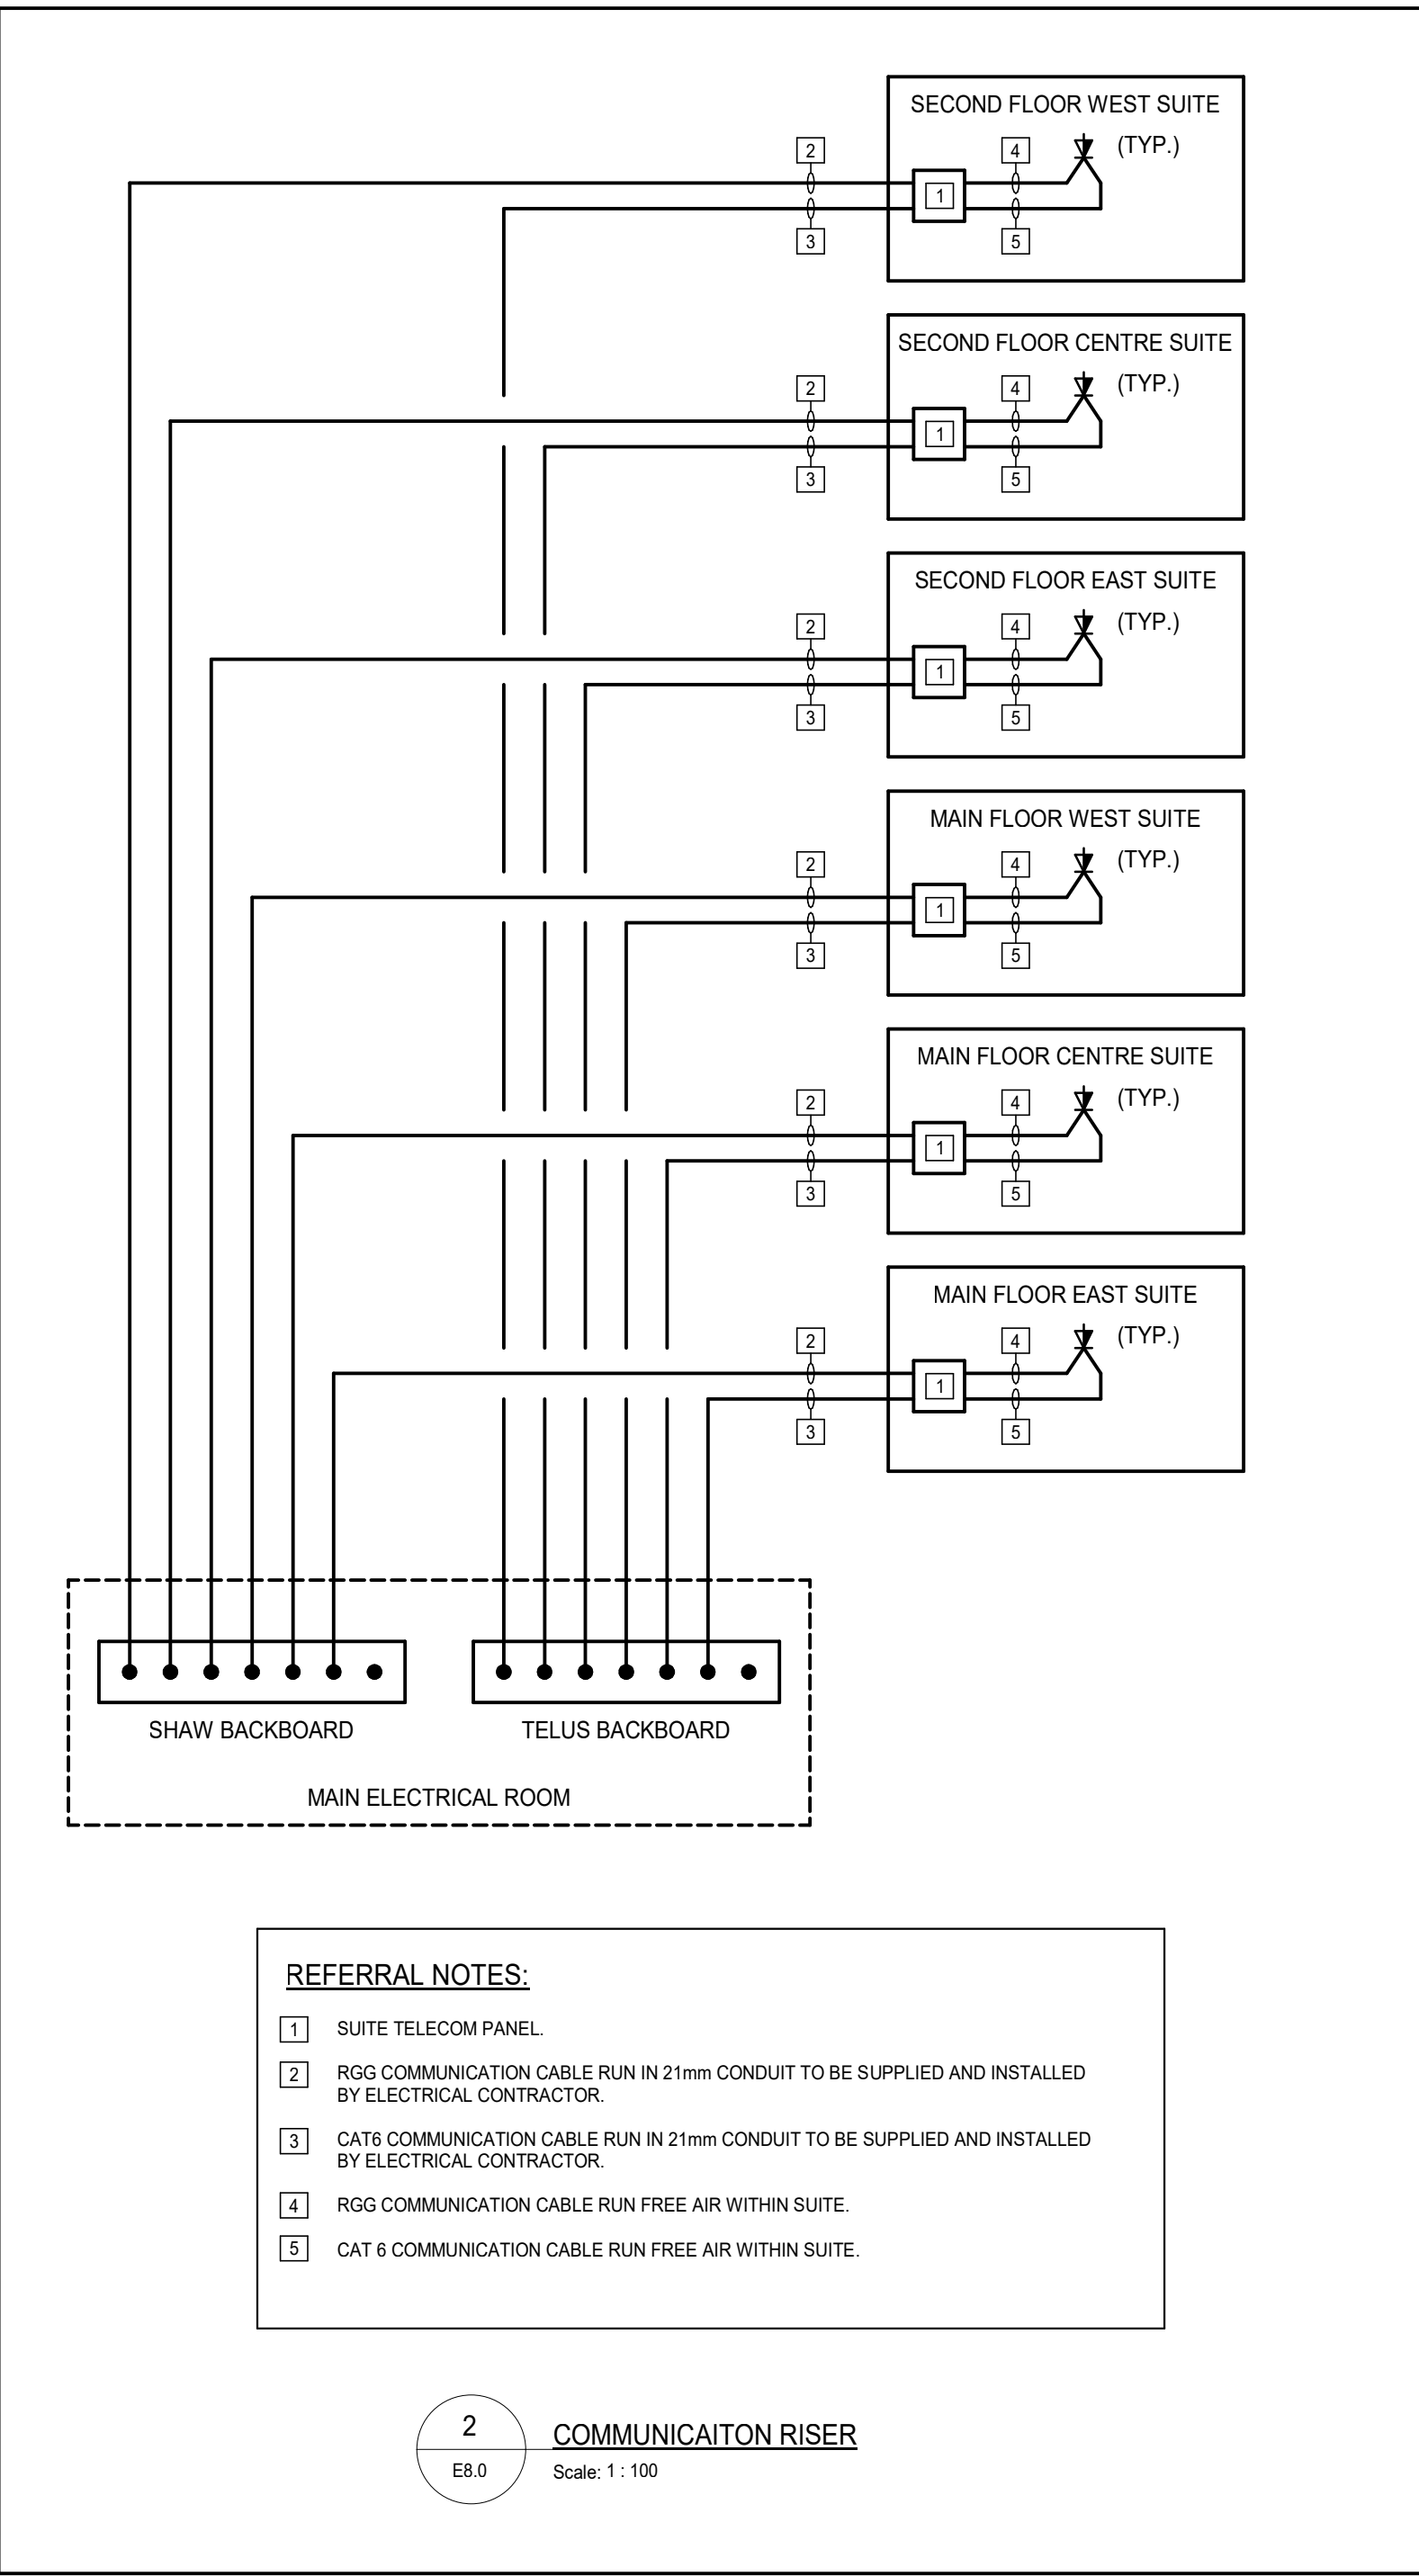 SECOND FLOOR WEST SUITE
2
4
(TYP.)
1
3
5
SECOND FLOOR CENTRE SUITE
2
4
(TYP.)
1
3
5
SECOND FLOOR EAST SUITE
2
4
(TYP.)
1
3
5
MAIN FLOOR WEST SUITE
2
4
(TYP.)
1
3
5
MAIN FLOOR CENTRE SUITE
2
4
(TYP.)
1
3
5
MAIN FLOOR EAST SUITE
2
4
(TYP.)
1
3
5
SHAW BACKBOARD
TELUS BACKBOARD
MAIN ELECTRICAL ROOM
REFERRAL NOTES:
1 SUITE TELECOM PANEL.
2 RGG COMMUNICATION CABLE RUN IN 21mm CONDUIT TO BE SUPPLIED AND INSTALLED
BY ELECTRICAL CONTRACTOR.
3 CAT6 COMMUNICATION CABLE RUN IN 21mm CONDUIT TO BE SUPPLIED AND INSTALLED
BY ELECTRICAL CONTRACTOR.
4 RGG COMMUNICATION CABLE RUN FREE AIR WITHIN SUITE.
5 CAT 6 COMMUNICATION CABLE RUN FREE AIR WITHIN SUITE.
2
COMMUNICAITON RISER
E8.0
Scale: 1 : 100